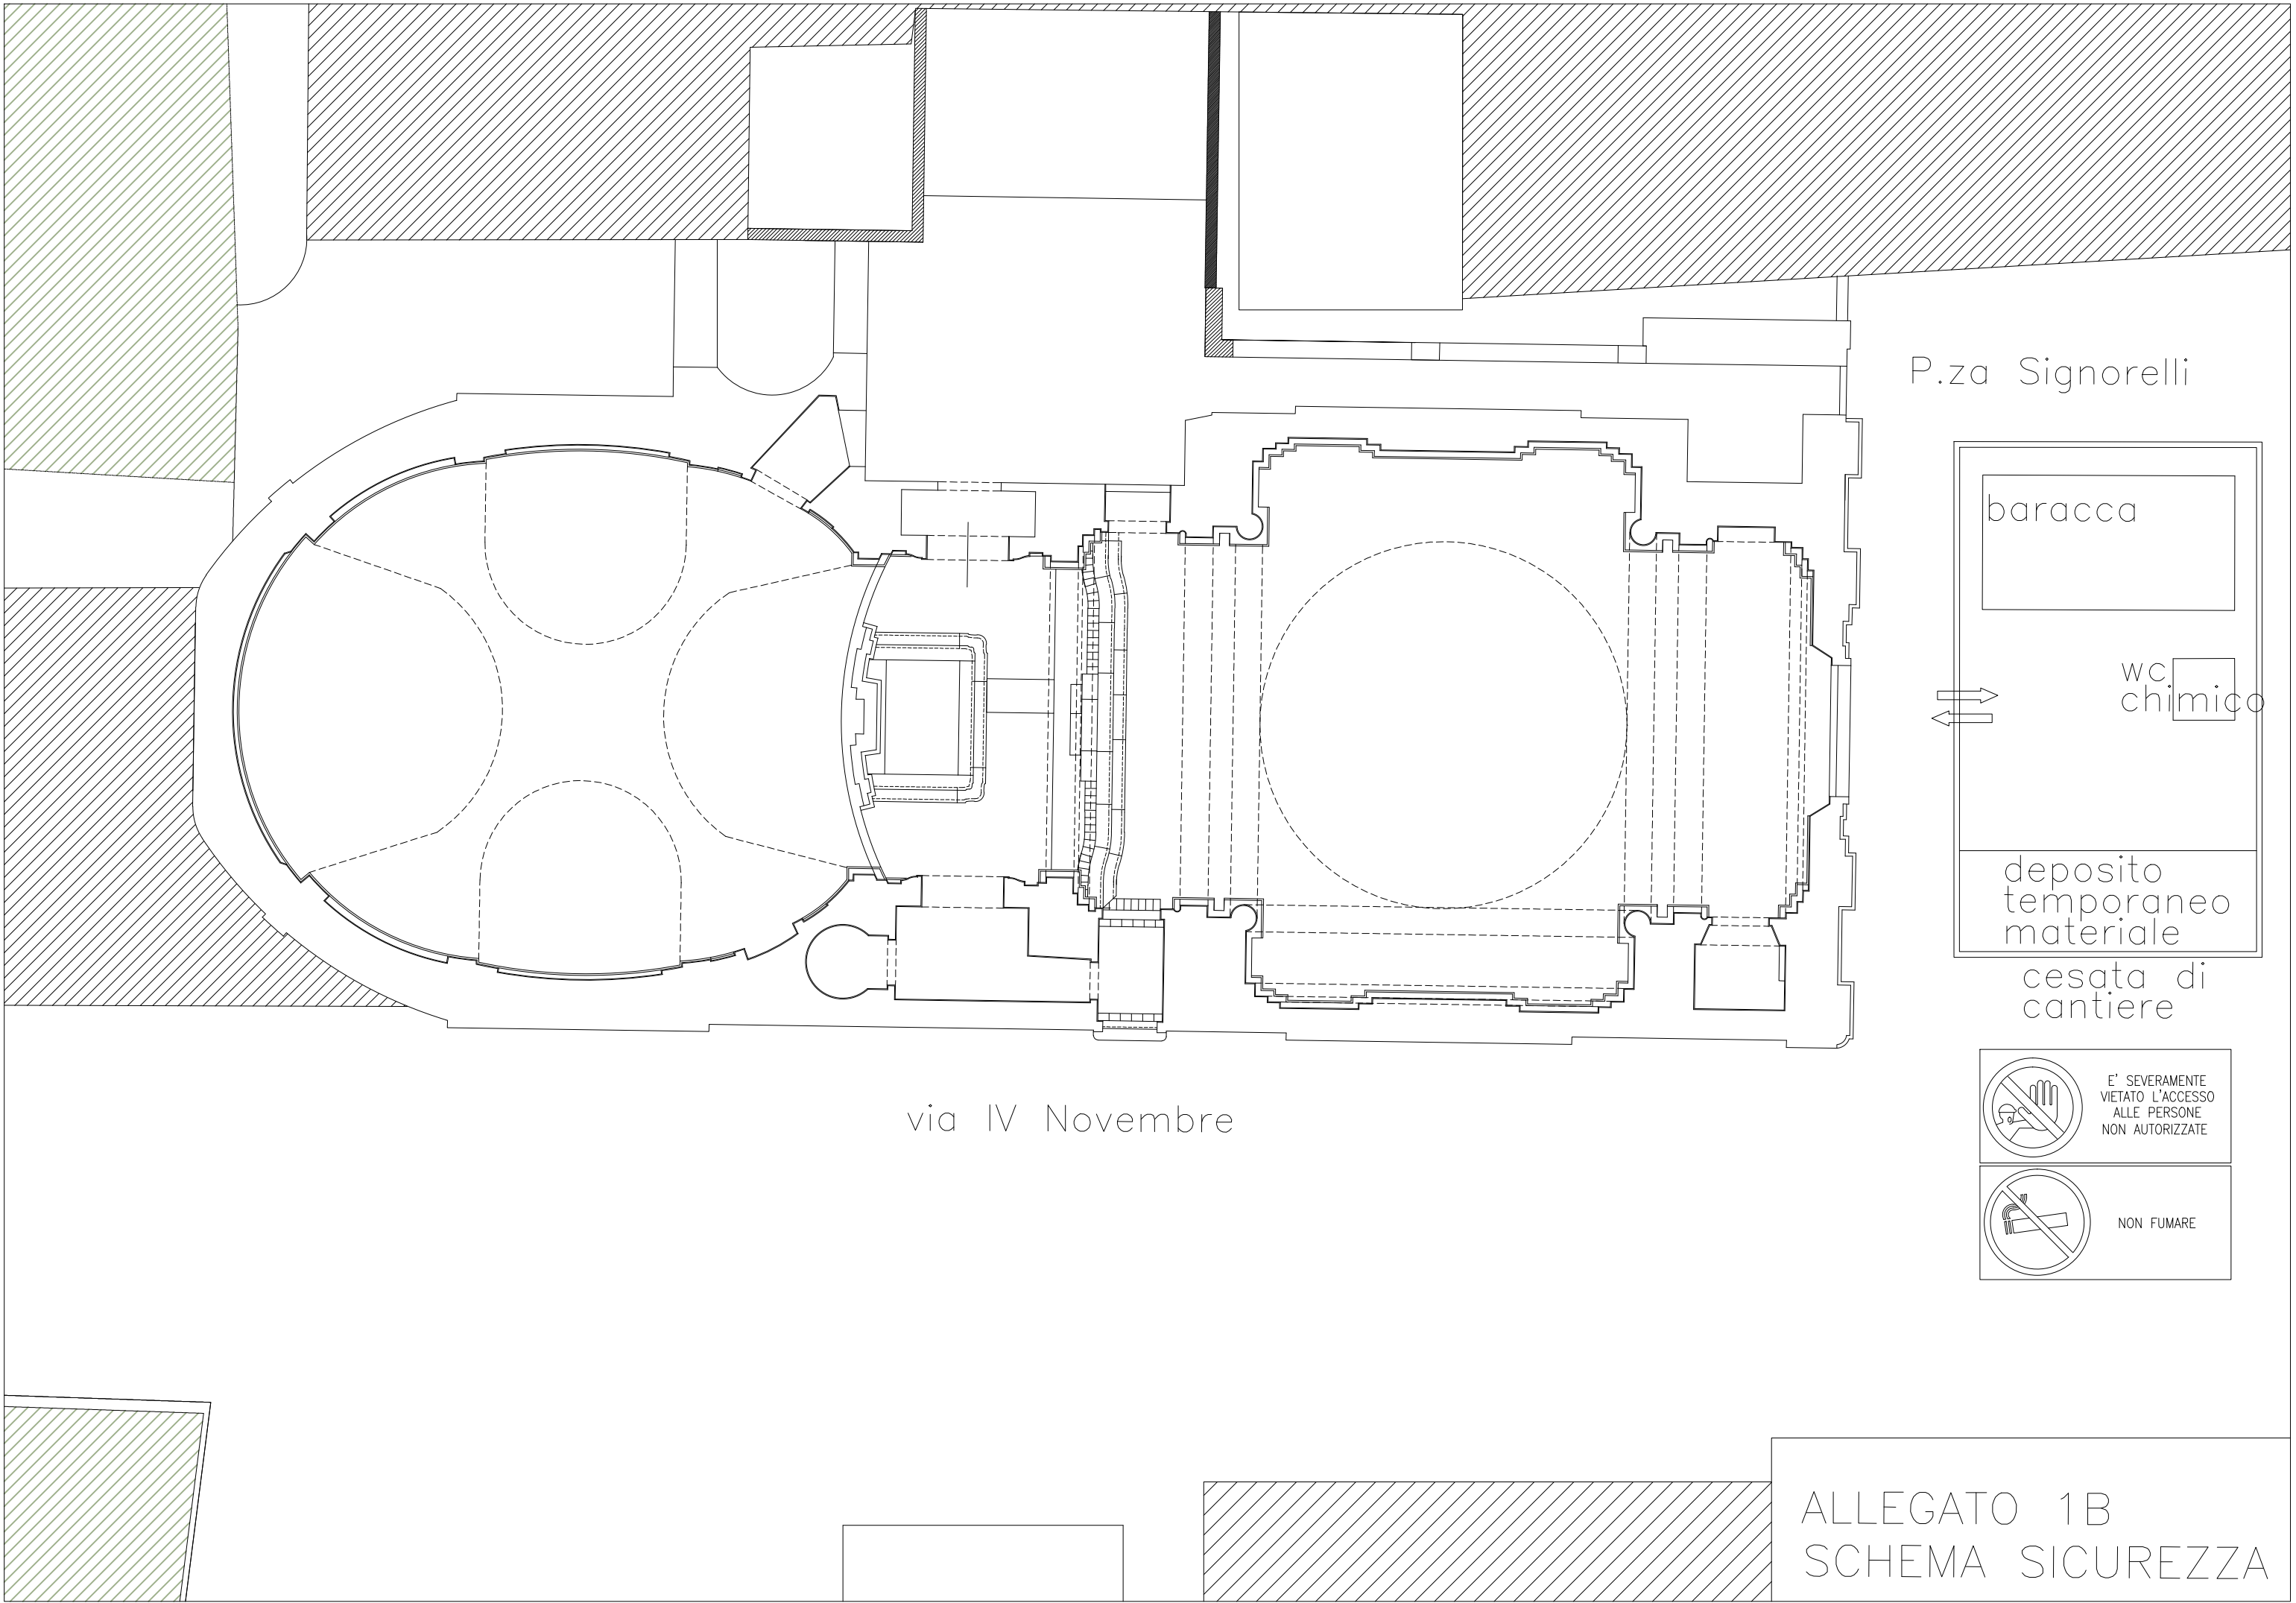 P.za Signorelli
baracca
wc
chimico
deposito
temporaneo
materiale
cesata di
cantiere
E' SEVERAMENTE
VIETATO L'ACCESSO
ALLE PERSONE
NON AUTORIZZATE
NON FUMARE
via IV Novembre
ALLEGATO 1B
SCHEMA SICUREZZA